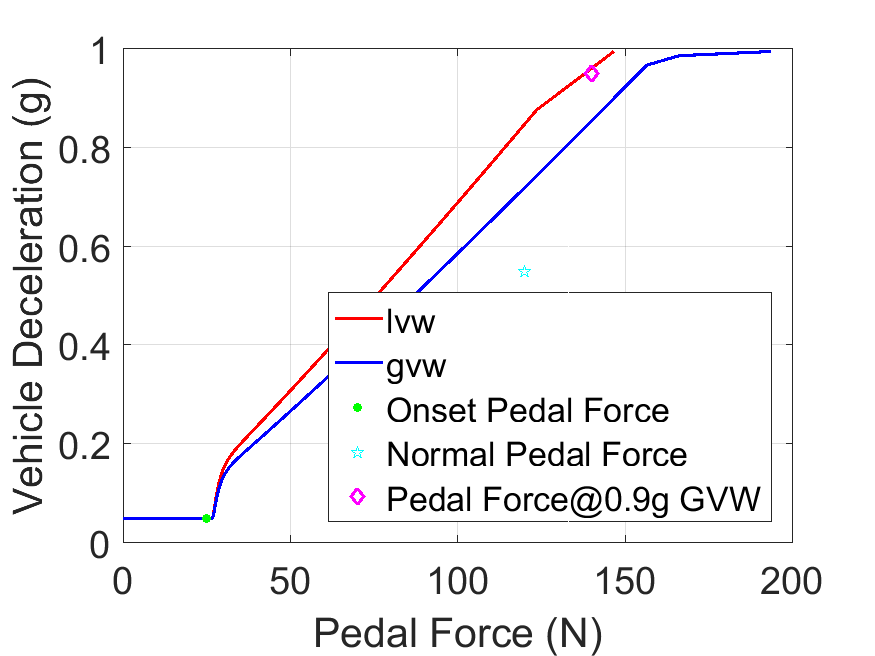 Vehicle Deceleration (g)
1
0.8
0.6
0.4
0.2
0
lvw
gvw
Onset Pedal Force
Normal Pedal Force
Pedal Force@0.9g GVW
0 50 100 150 200
Pedal Force (N)